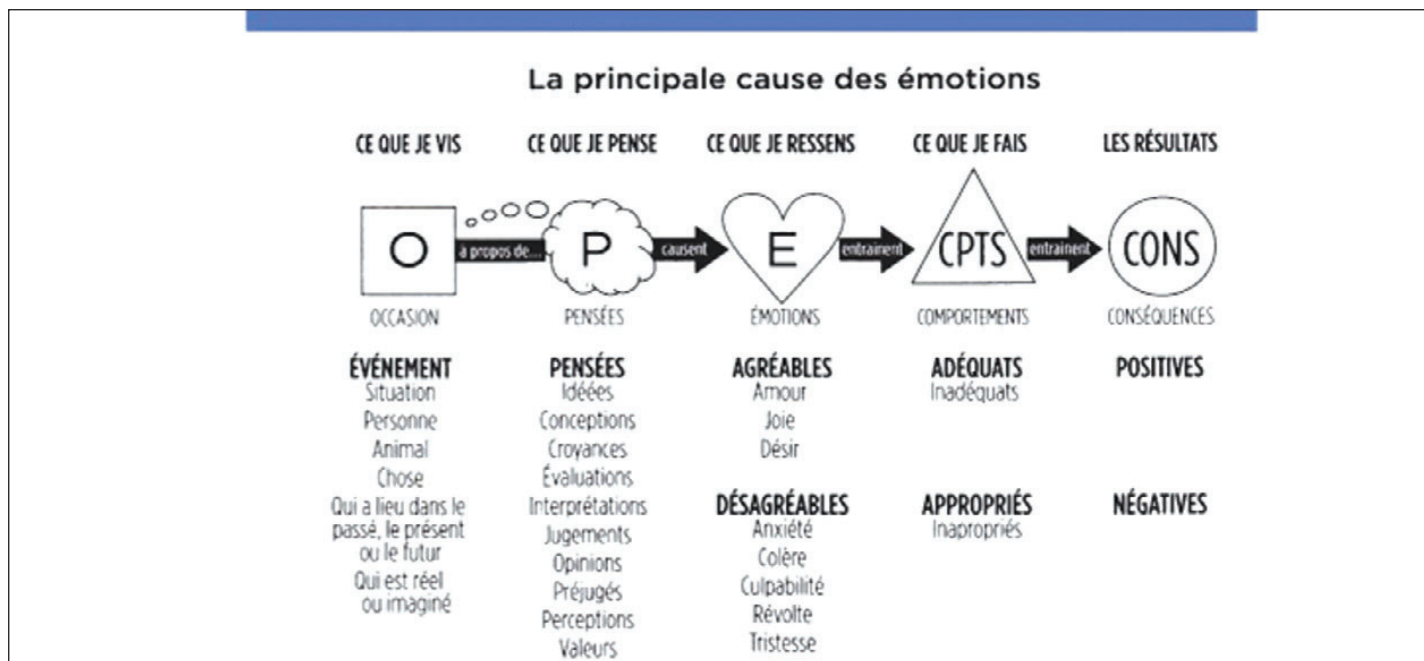 La principale cause des émotions
CE QUE JE VIS
CE QUE JE PENSE
CE QUE JE RESSENS
CE QUE JE FAIS
LES RÉSULTATS
O
à propos de...
P
causent
E
entrainent
CPTS
entrainent
CONS
OCCASION
PENSÉES
ÉMOTIONS
COMPORTEMENTS
CONSÉQUENCES
ÉVÉNEMENT
Situation
Personne
Animal
Chose
Qui a lieu dans le
passé, le présent
ou le futur
Qui est réel
ou imaginé
PENSÉES
Idéées
Conceptions
Croyances
Évaluations
Interprétations
Jugements
Opinions
Préjugés
Perceptions
Valeurs
AGRÉABLES
Amour
Joie
Désir
DÉSAGRÉABLES
Anxiété
Colère
Culpabilité
Révolte
Tristesse
ADÉQUATS
Inadéquats
APPROPRIÉS
Inapropriés
POSITIVES
NÉGATIVES